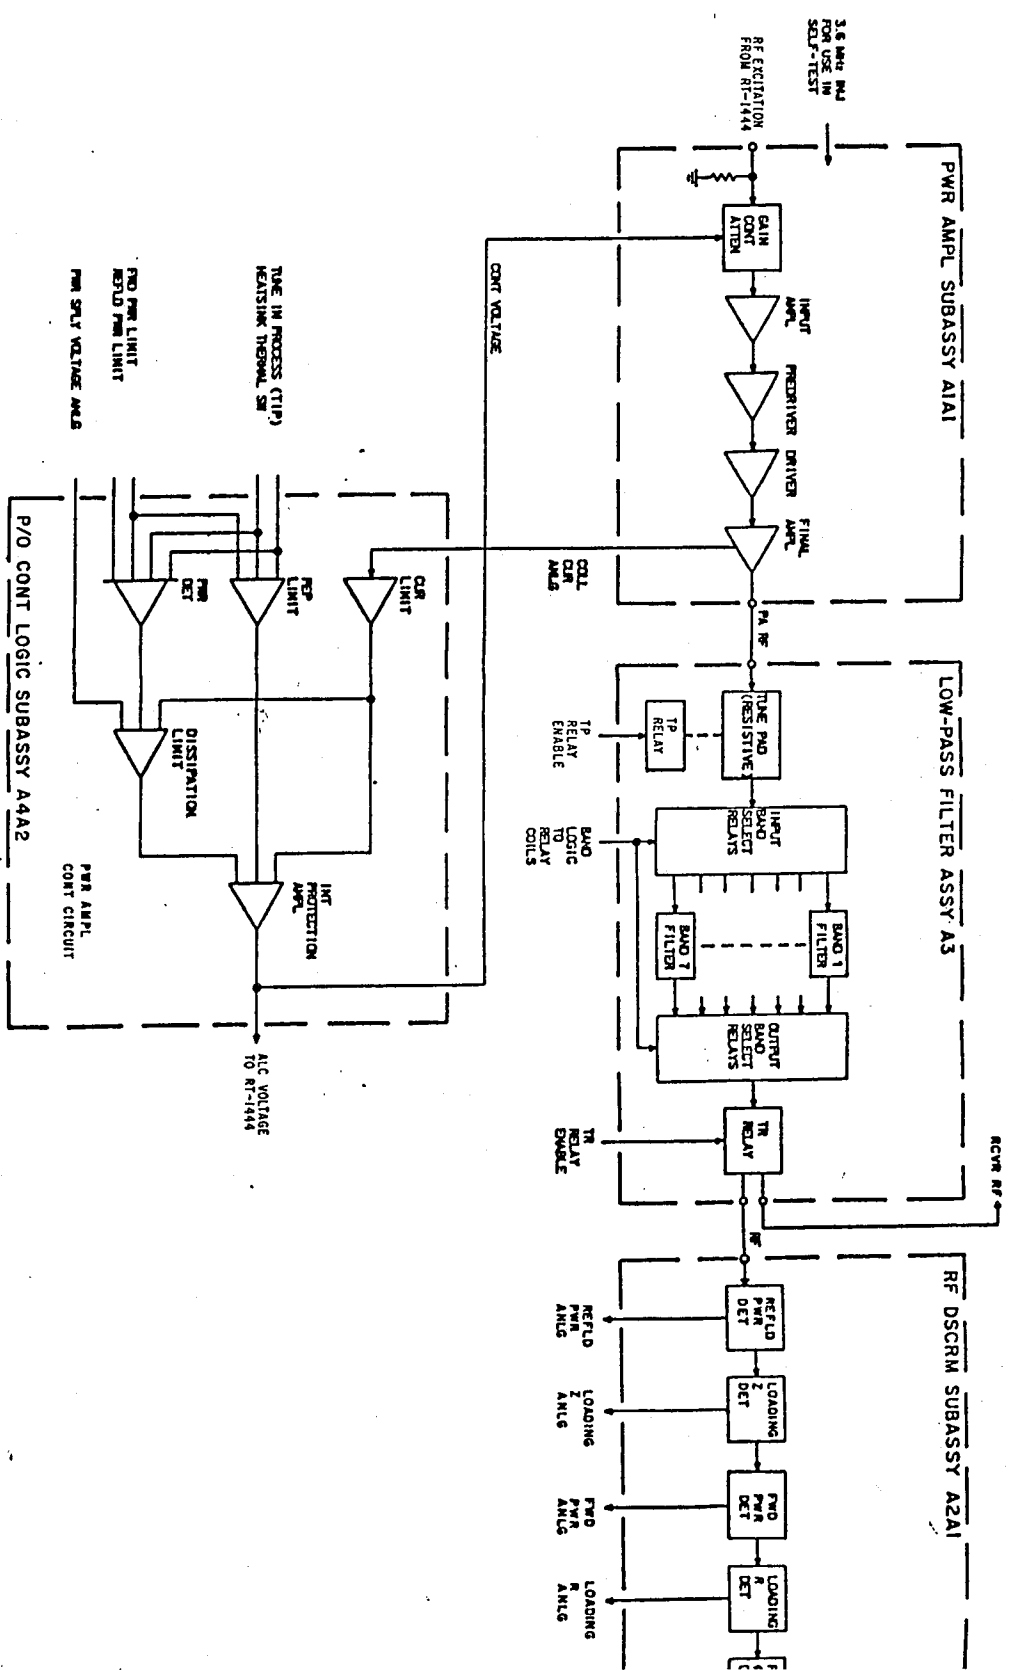 3.6 MHz INJ
FOR USE IN
SELF-TEST
RF EXCITATION
FROM RT-1444
PWR AMPL SUBASSY A1A1
GAIN
CONT
ATTEN
INPUT
AMPL
PREDRIVER
DRIVER
FINAL
AMPL
COLL
CUR
ANLG
PA RF
CONT VOLTAGE
LOW-PASS FILTER ASSY A3
TUNE PAD
(RESISTIVE)
TP
RELAY
TP
RELAY
ENABLE
INPUT
BAND
SELECT
RELAYS
BAND
LOGIC
TO
RELAY
COILS
BAND 1
FILTER
BAND 7
FILTER
OUTPUT
BAND
SELECT
RELAYS
TR
RELAY
TR
RELAY
ENABLE
RCVR RF
RF
RF DSCRM SUBASSY A2A1
REFLD
PWR
DET
REFLD
PWR
ANLG
LOADING
Z
DET
LOADING
Z
ANLG
FWD
PWR
DET
FWD
PWR
ANLG
LOADING
R
DET
LOADING
R
ANLG
TUNE IN PROCESS (TIP)
HEATSINK THERMAL SW
FWD PWR LIMIT
REFLD PWR LIMIT
PWR SPLY VOLTAGE ANLG
CUR
LIMIT
PEP
LIMIT
PWR
DET
DISSIPATION
LIMIT
INT
PROTECTION
AMPL
PWR AMPL
CONT CIRCUIT
P/O CONT LOGIC SUBASSY A4A2
ALC VOLTAGE
TO RT-1444